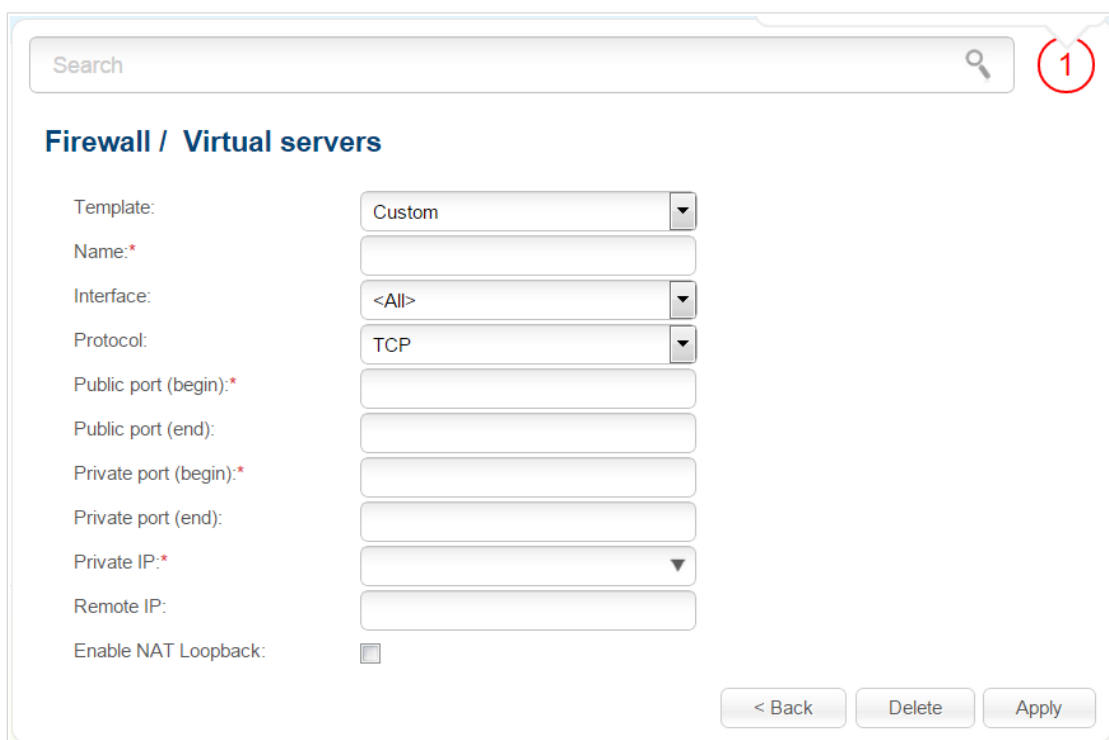 Search
1
Firewall / Virtual servers
Template: Custom
Name:*
Interface: <All>
Protocol: TCP
Public port (begin):*
Public port (end):
Private port (begin):*
Private port (end):
Private IP:*
Remote IP:
Enable NAT Loopback:
< Back Delete Apply